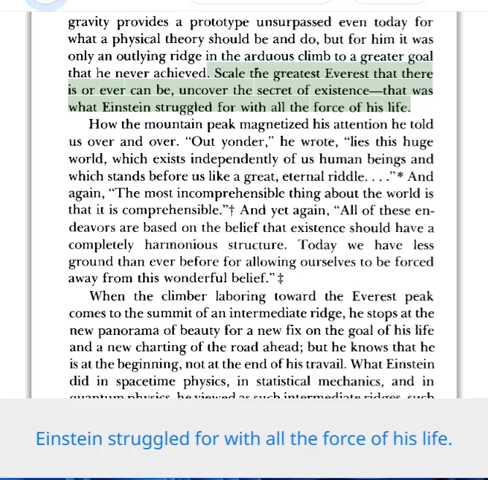 gravity provides a prototype unsurpassed even today for
what a physical theory should be and do, but for him it was
only an outlying ridge in the arduous climb to a greater goal
that he never achieved. Scale the greatest Everest that there
is or ever can be, uncover the secret of existence—that was
what Einstein struggled for with all the force of his life.
How the mountain peak magnetized his attention he told
us over and over. “Out yonder,” he wrote, “lies this huge
world, which exists independently of us human beings and
which stands before us like a great, eternal riddle. . . .”* And
again, “The most incomprehensible thing about the world is
that it is comprehensible.”† And yet again, “All of these en-
deavors are based on the belief that existence should have a
completely harmonious structure. Today we have less
ground than ever before for allowing ourselves to be forced
away from this wonderful belief.”‡
When the climber laboring toward the Everest peak
comes to the summit of an intermediate ridge, he stops at the
new panorama of beauty for a new fix on the goal of his life
and a new charting of the road ahead; but he knows that he
is at the beginning, not at the end of his travail. What Einstein
did in spacetime physics, in statistical mechanics, and in
quantum physics, he viewed as such intermediate ridges, such
Einstein struggled for with all the force of his life.